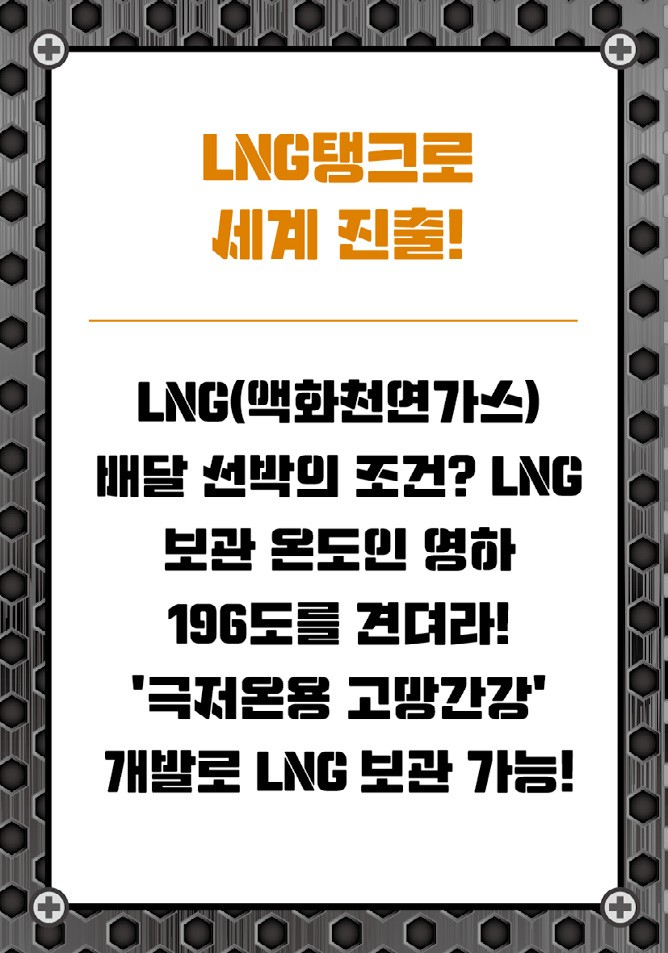 LNG탱크로
세계 진출!
LNG(액화천연가스)
배달 선박의 조건? LNG
보관 온도인 영하
196도를 견뎌라!
'극저온용 고망간강'
개발로 LNG 보관 가능!